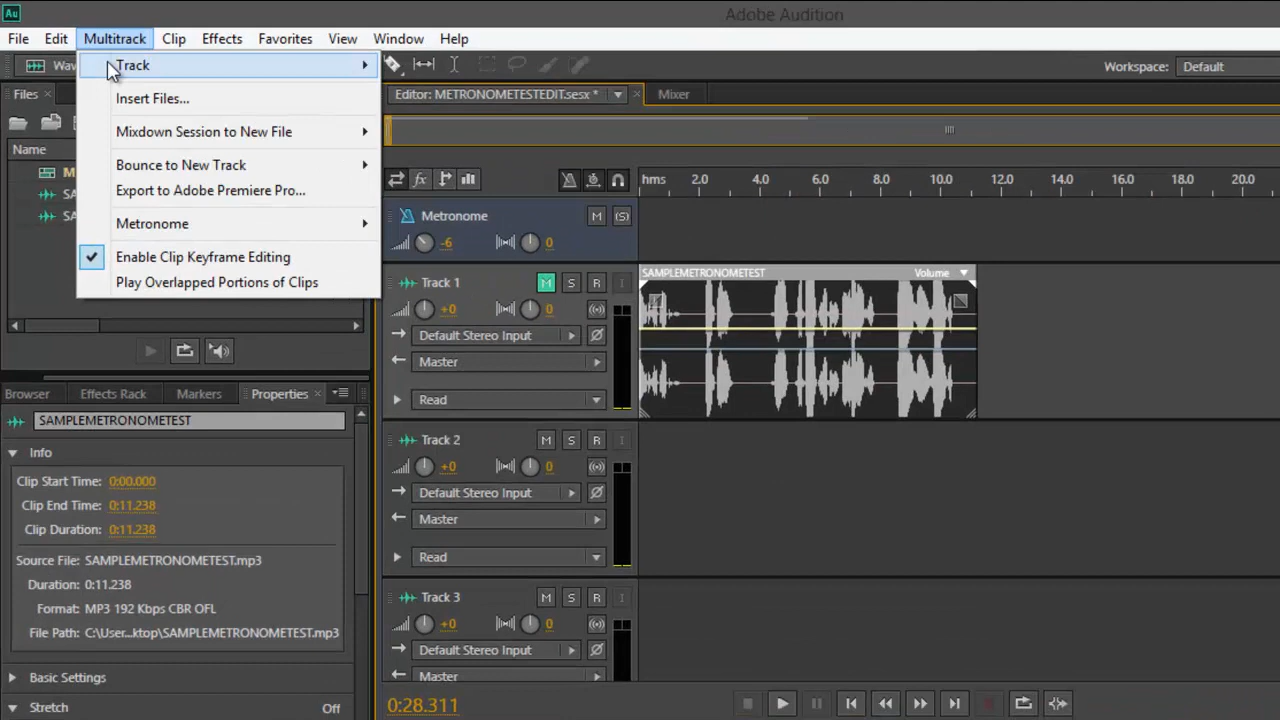 Au
Adobe Audition
File Edit Multitrack Clip Effects Favorites View Window Help
Workspace: Default
Track
Insert Files...
Mixdown Session to New File
Bounce to New Track
Export to Adobe Premiere Pro...
Metronome
Enable Clip Keyframe Editing
Play Overlapped Portions of Clips
Files
Name
Editor: METRONOMETESTEDIT.sesx *
Mixer
fx
hms 2.0 4.0 6.0 8.0 10.0 12.0 14.0 16.0 18.0 20.0
Metronome M (S)
-6 0
Track 1 M S R I
+0 0
Default Stereo Input
Master
Read
SAMPLEMETRONOMETEST Volume
Track 2 M S R I
+0 0
Default Stereo Input
Master
Read
Track 3 M S R I
+0 0
Default Stereo Input
Master
Browser Effects Rack Markers Properties
SAMPLEMETRONOMETEST
Info
Clip Start Time: 0:00.000
Clip End Time: 0:11.238
Clip Duration: 0:11.238
Source File: SAMPLEMETRONOMETEST.mp3
Duration: 0:11.238
Format: MP3 192 Kbps CBR OFL
File Path: C:\User...ktop\SAMPLEMETRONOMETEST.mp3
Basic Settings
Stretch Off
0:28.311